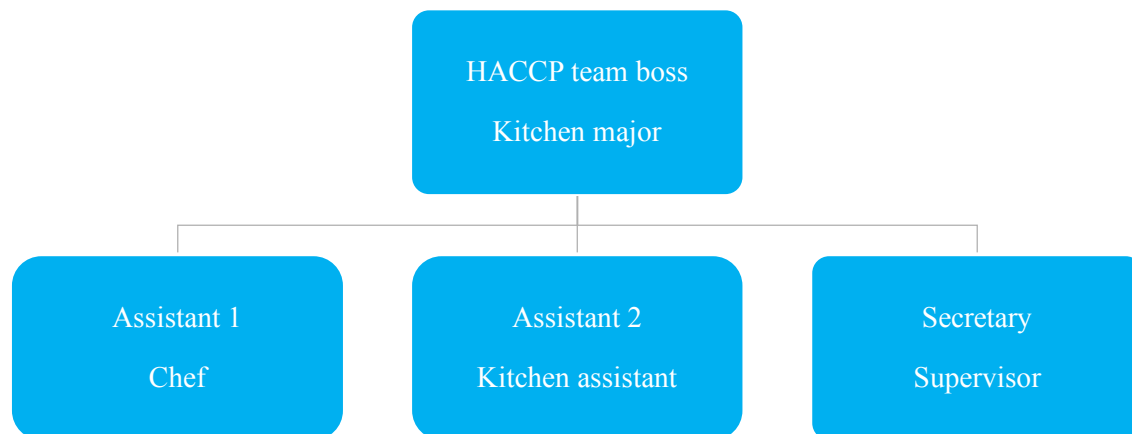 HACCP team boss
Kitchen major
Assistant 1
Chef
Assistant 2
Kitchen assistant
Secretary
Supervisor